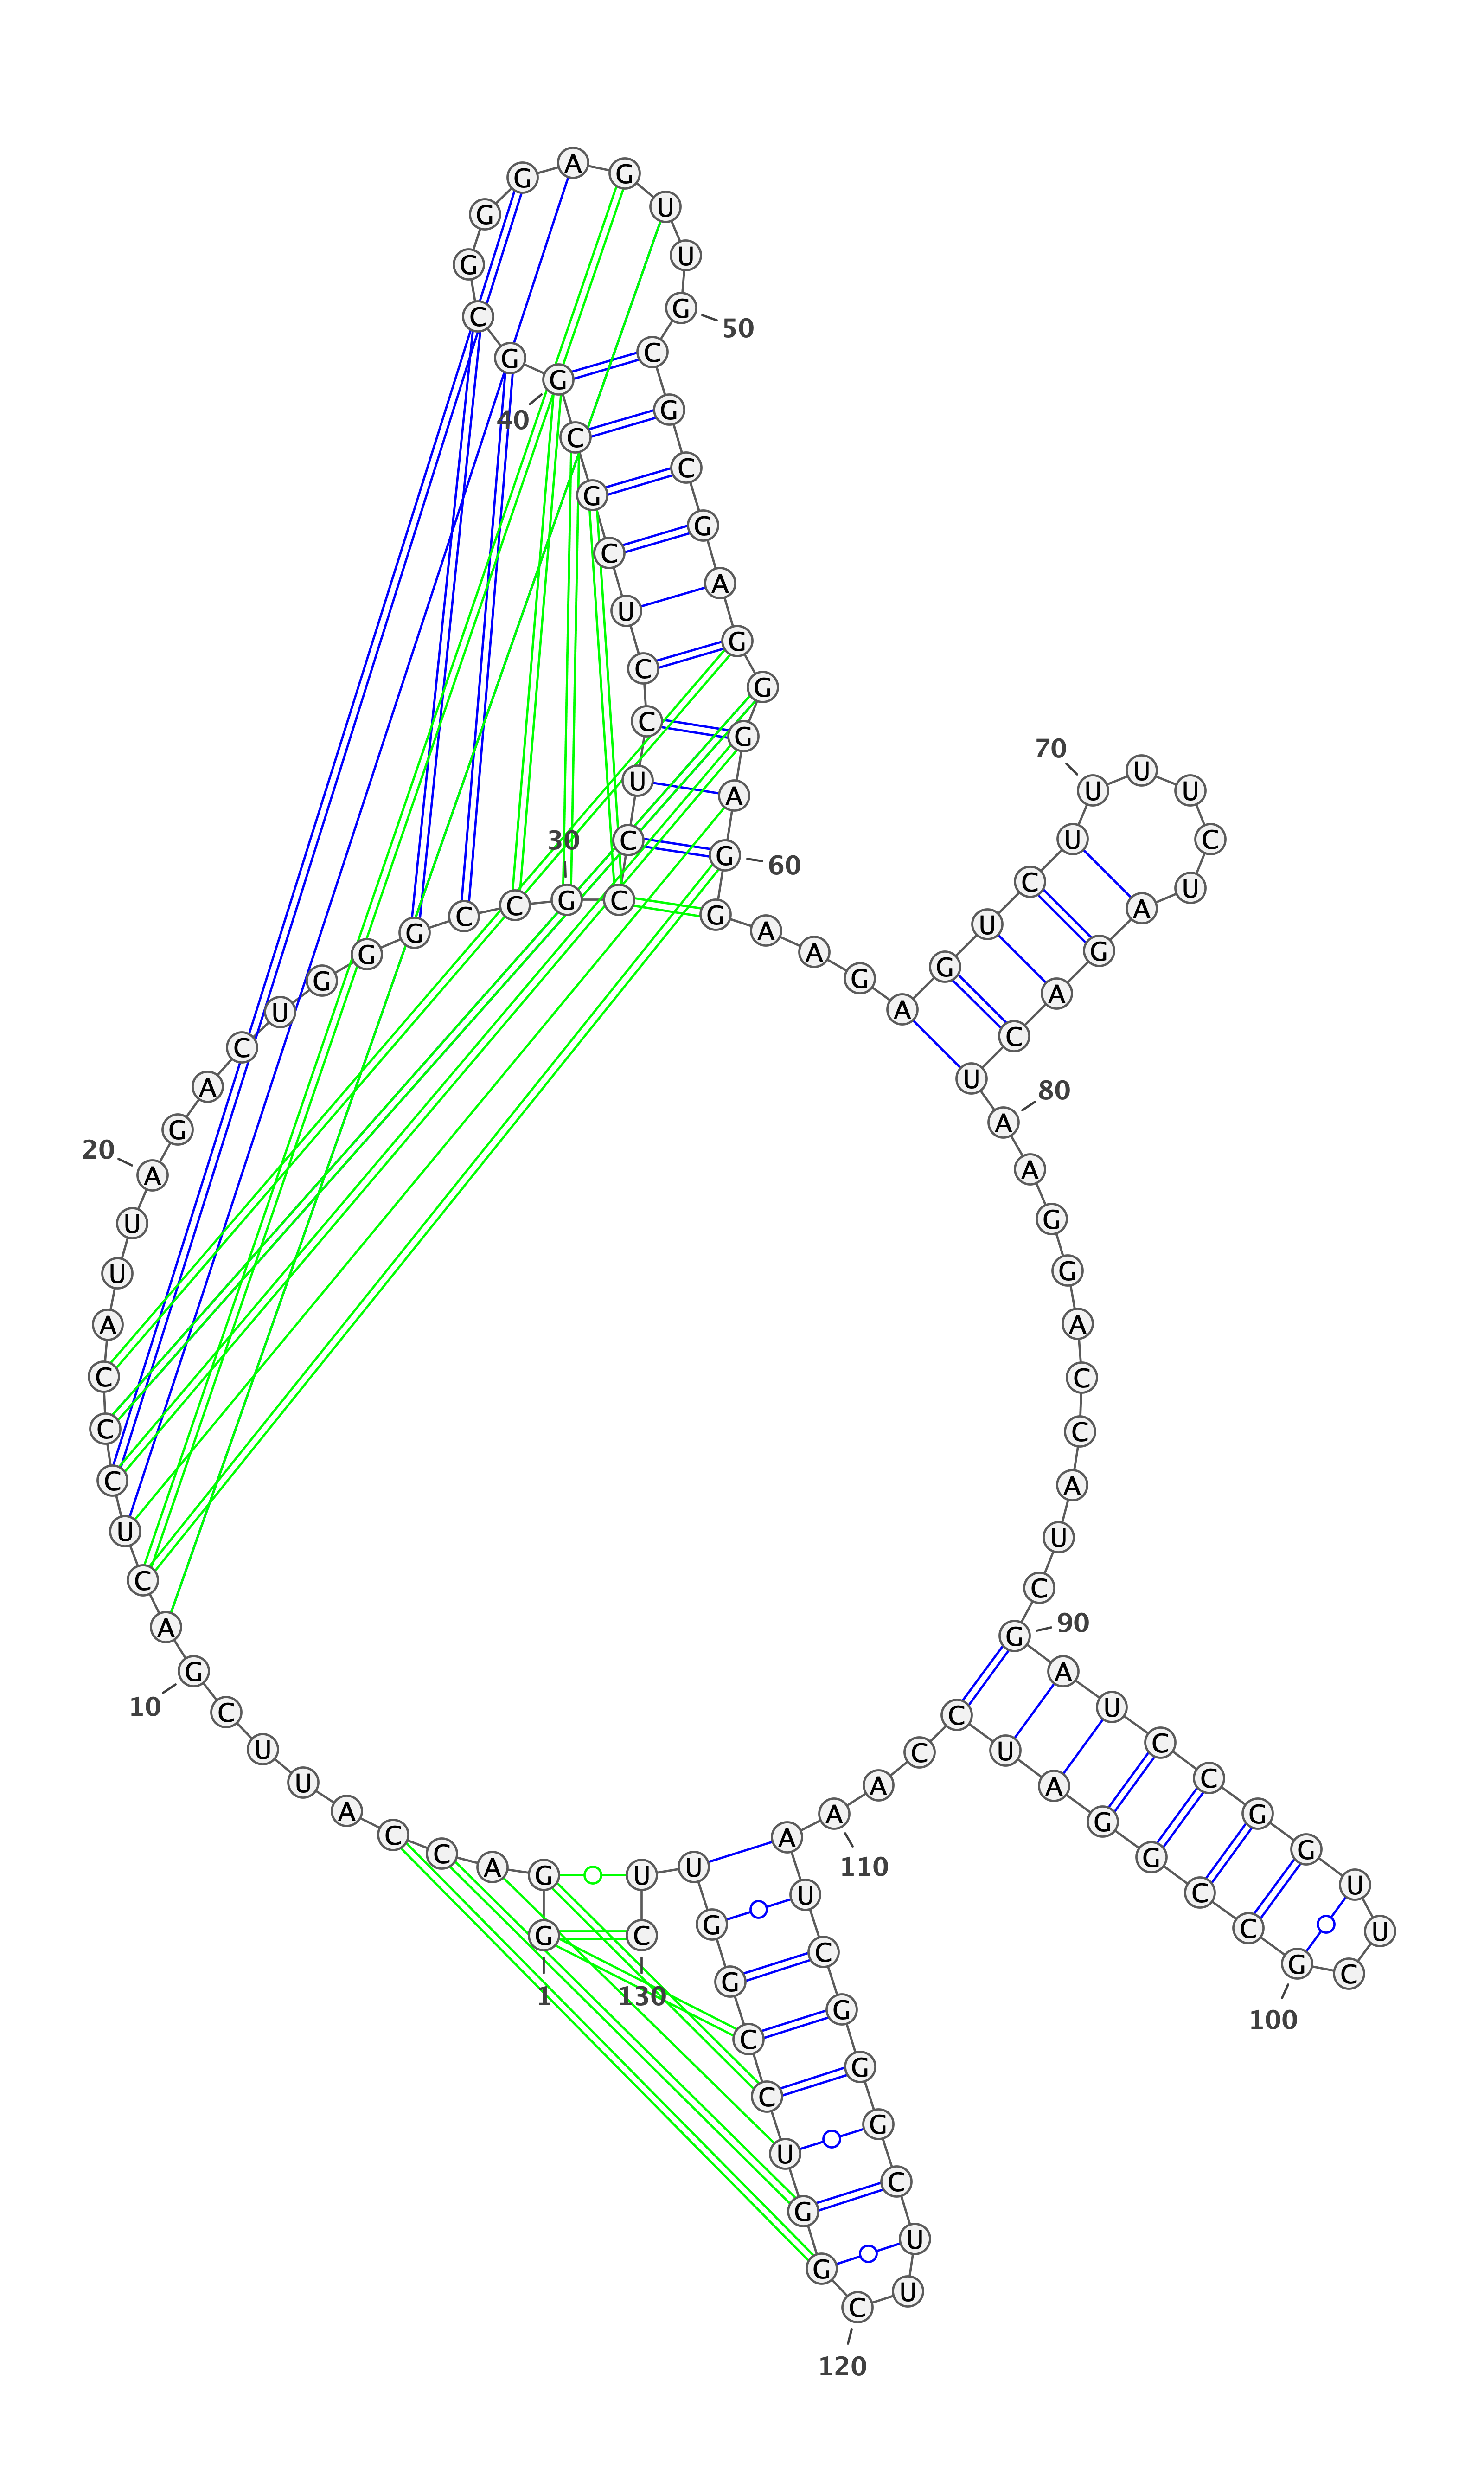 1
G G A C C A U U C G
10
A C U C C C A U U A
20
G A C U G G G C C G
30
C C U C C U C G C G
40
G C G G G A G U U G
50
C G C G A G G G A G
60
G A A G A G U C U U
70
U U C U A G A C U A
80
A G G A C C A U C G
90
A U C C G G U U C G
100
C C G G A U C C A A
110
A U C G G G C U U C
120
G G U C C G G U U C
130